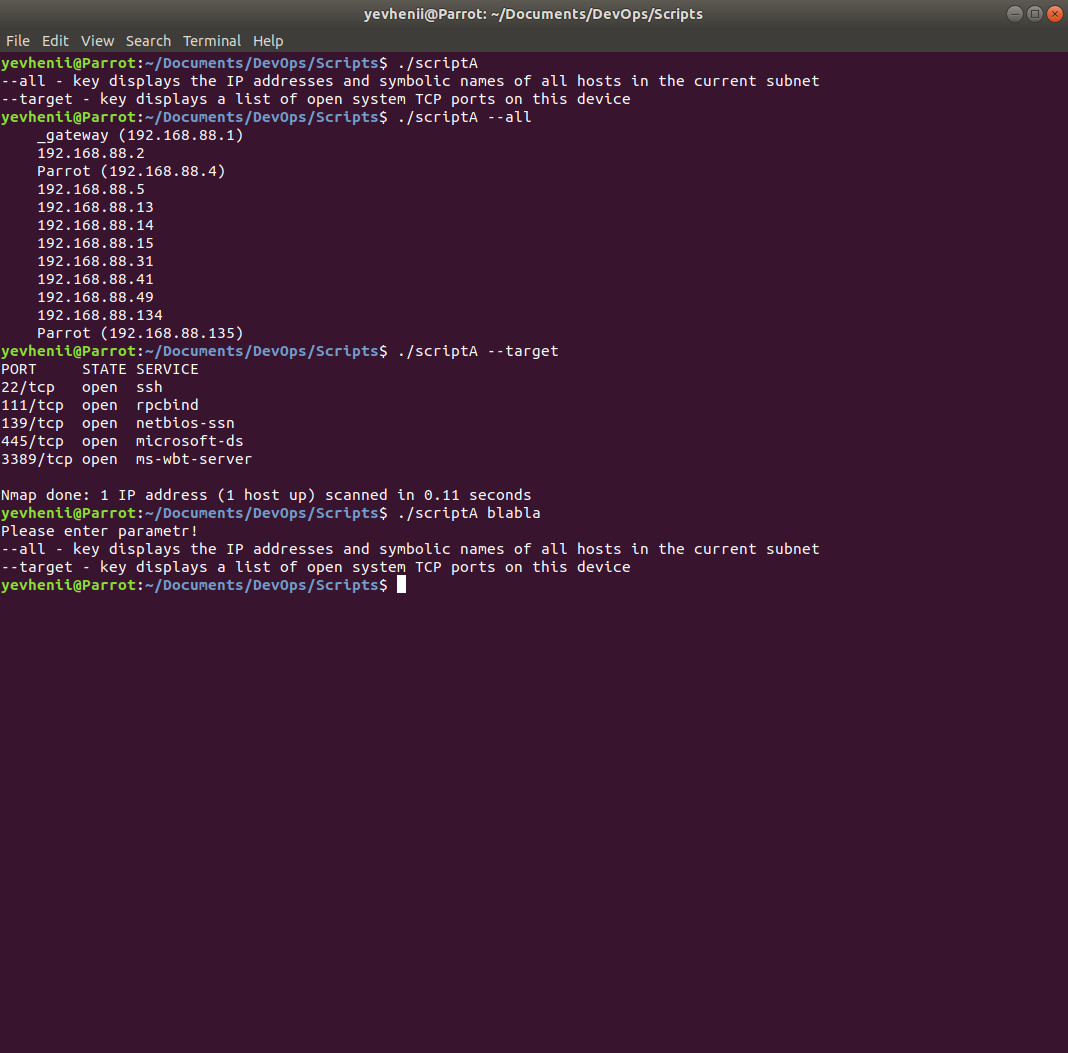 yevhenii@Parrot: ~/Documents/DevOps/Scripts
File Edit View Search Terminal Help
yevhenii@Parrot:~/Documents/DevOps/Scripts$ ./scriptA
--all - key displays the IP addresses and symbolic names of all hosts in the current subnet
--target - key displays a list of open system TCP ports on this device
yevhenii@Parrot:~/Documents/DevOps/Scripts$ ./scriptA --all
    _gateway (192.168.88.1)
    192.168.88.2
    Parrot (192.168.88.4)
    192.168.88.5
    192.168.88.13
    192.168.88.14
    192.168.88.15
    192.168.88.31
    192.168.88.41
    192.168.88.49
    192.168.88.134
    Parrot (192.168.88.135)
yevhenii@Parrot:~/Documents/DevOps/Scripts$ ./scriptA --target
PORT     STATE SERVICE
22/tcp   open  ssh
111/tcp  open  rpcbind
139/tcp  open  netbios-ssn
445/tcp  open  microsoft-ds
3389/tcp open  ms-wbt-server

Nmap done: 1 IP address (1 host up) scanned in 0.11 seconds
yevhenii@Parrot:~/Documents/DevOps/Scripts$ ./scriptA blabla
Please enter parametr!
--all - key displays the IP addresses and symbolic names of all hosts in the current subnet
--target - key displays a list of open system TCP ports on this device
yevhenii@Parrot:~/Documents/DevOps/Scripts$